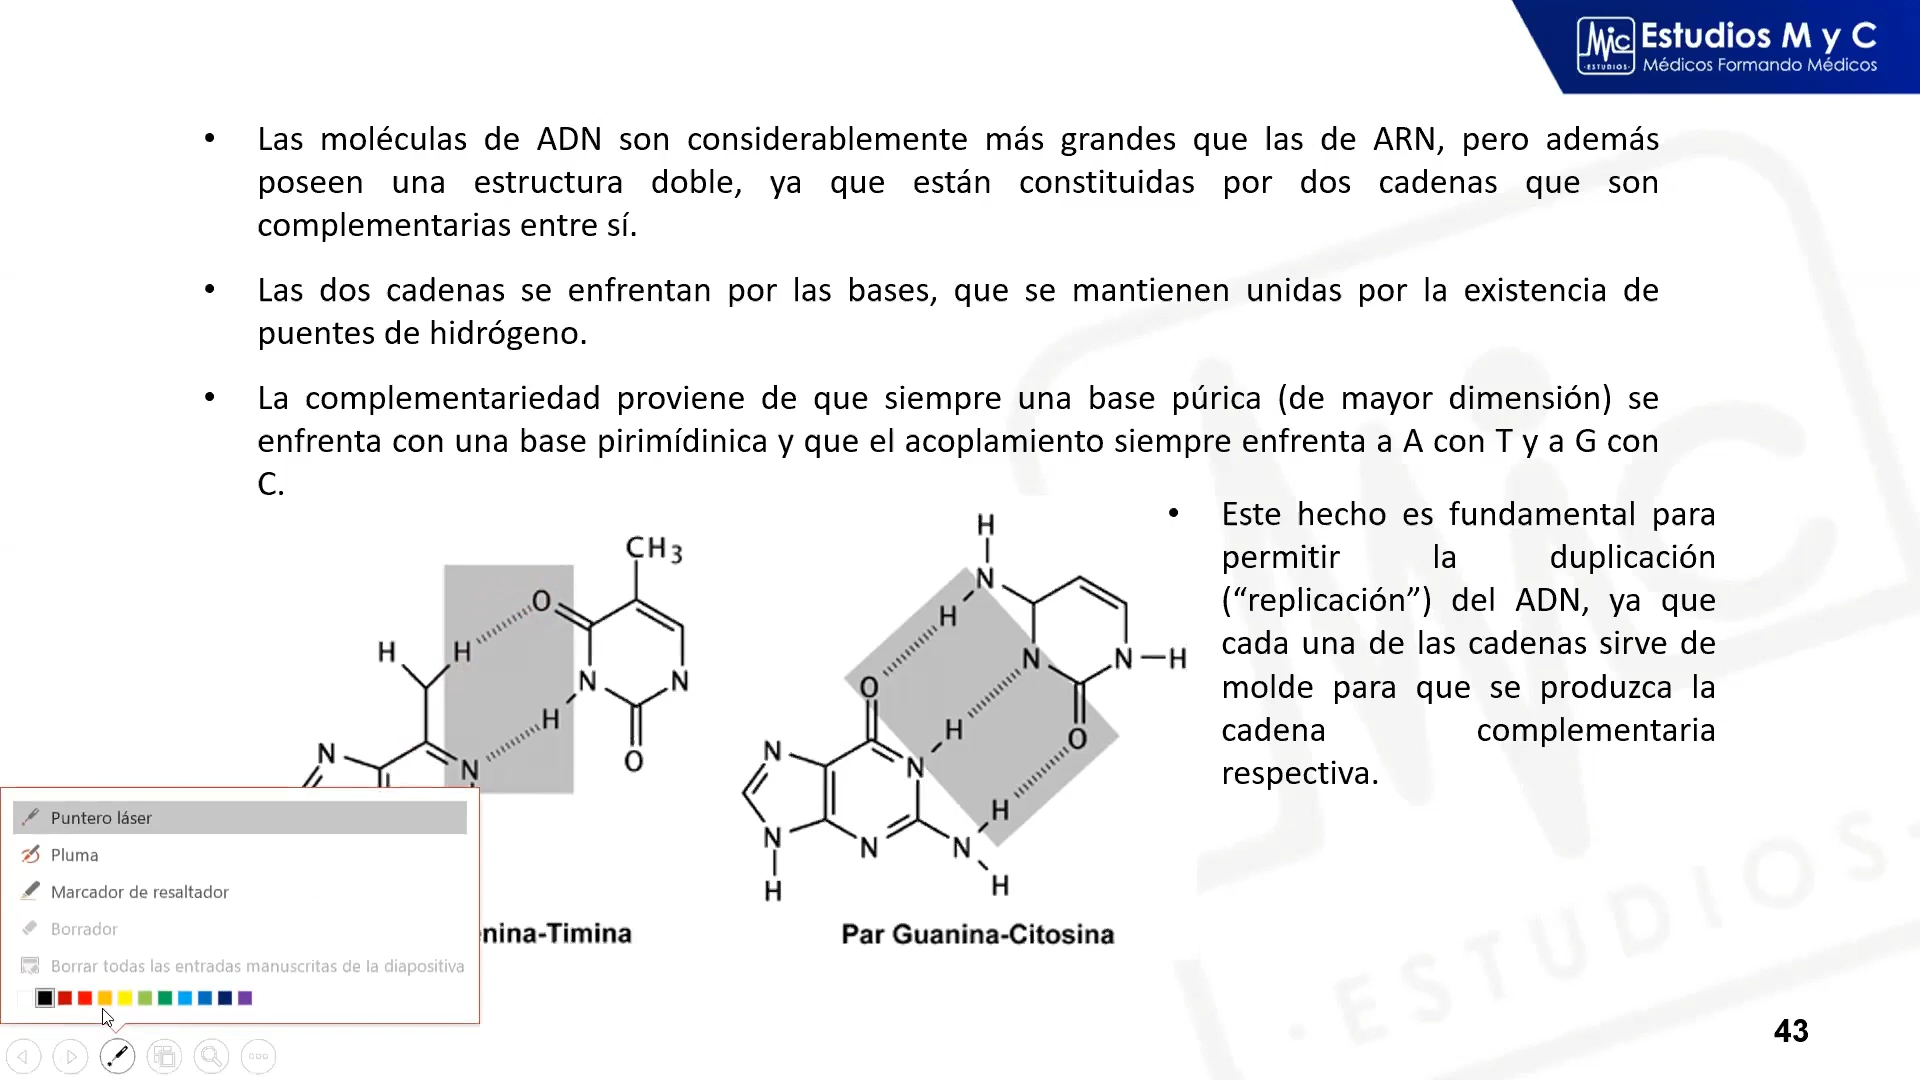 Estudios M y C
Médicos Formando Médicos
MiC
·ESTUDIOS·
• Las moléculas de ADN son considerablemente más grandes que las de ARN, pero además
poseen una estructura doble, ya que están constituidas por dos cadenas que son
complementarias entre sí.
• Las dos cadenas se enfrentan por las bases, que se mantienen unidas por la existencia de
puentes de hidrógeno.
• La complementariedad proviene de que siempre una base púrica (de mayor dimensión) se
enfrenta con una base pirimídinica y que el acoplamiento siempre enfrenta a A con T y a G con
C.
• Este hecho es fundamental para
permitir la duplicación
(“replicación”) del ADN, ya que
cada una de las cadenas sirve de
molde para que se produzca la
cadena complementaria
respectiva.
CH3
O
H H
N N
H
N N
O
H
N
H
N N H
O
H
O
N N
H
N N N
H
H H
nina-Timina
Par Guanina-Citosina
Puntero láser
Pluma
Marcador de resaltador
Borrador
Borrar todas las entradas manuscritas de la diapositiva
·ESTUDIOS·
43